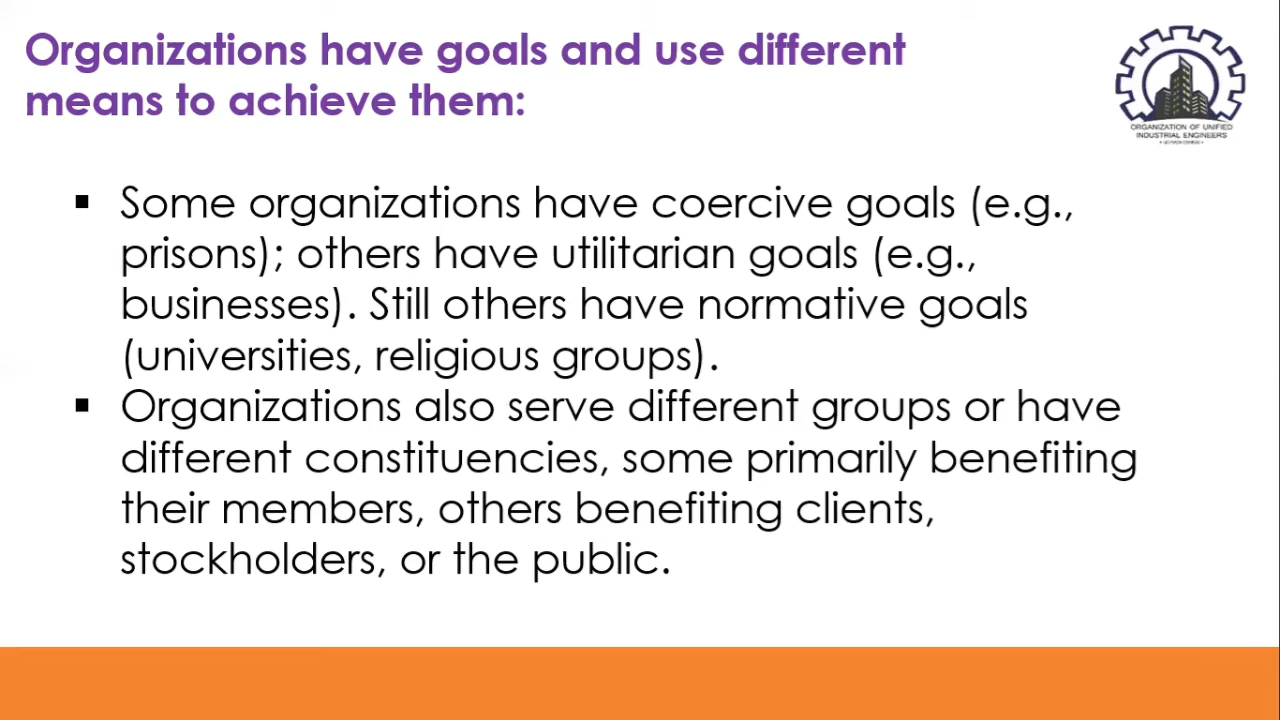 Organizations have goals and use different
means to achieve them:
ORGANIZATION OF UNIFIED
INDUSTRIAL ENGINEERS
▪ Some organizations have coercive goals (e.g.,
prisons); others have utilitarian goals (e.g.,
businesses). Still others have normative goals
(universities, religious groups).
▪ Organizations also serve different groups or have
different constituencies, some primarily benefiting
their members, others benefiting clients,
stockholders, or the public.